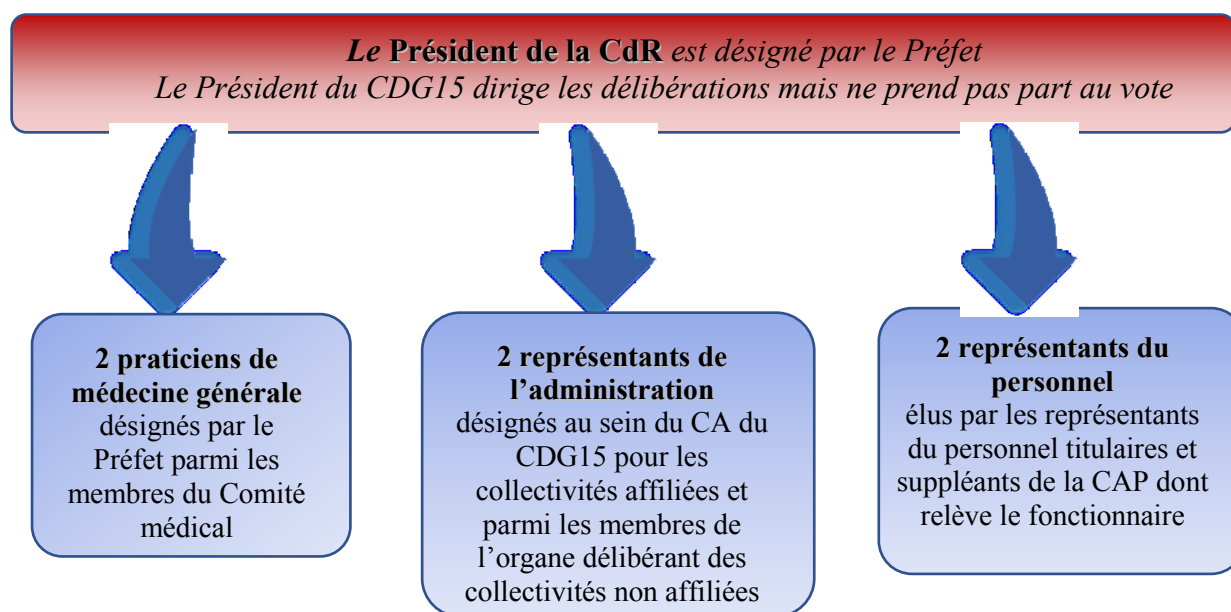 Le Président de la CdR est désigné par le Préfet
Le Président du CDG15 dirige les délibérations mais ne prend pas part au vote
2 praticiens de
médecine générale
désignés par le
Préfet parmi les
membres du Comité
médical
2 représentants de
l’administration
désignés au sein du CA du
CDG15 pour les
collectivités affiliées et
parmi les membres de
l’organe délibérant des
collectivités non affiliées
2 représentants du
personnel
élus par les représentants
du personnel titulaires et
suppléants de la CAP dont
relève le fonctionnaire